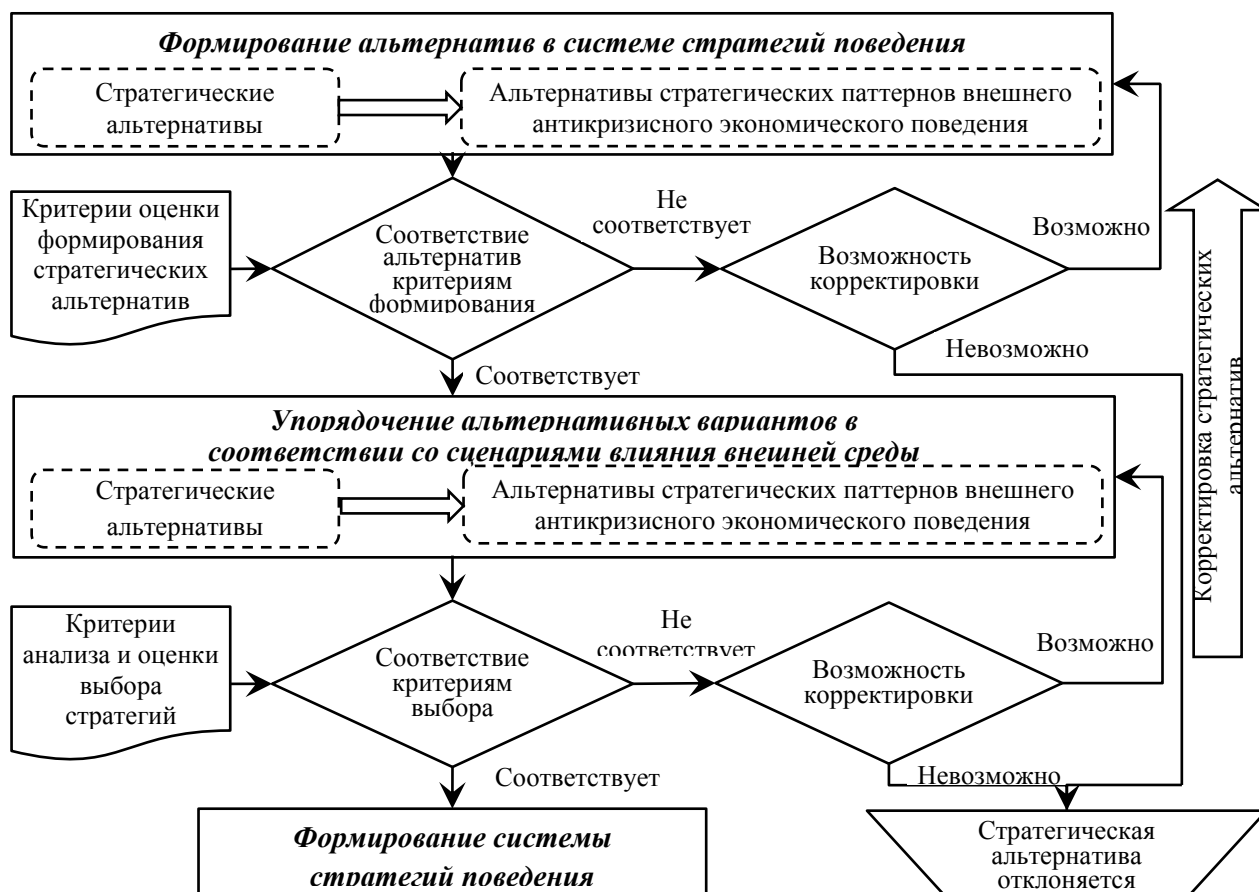 Формирование альтернатив в системе стратегий поведения
Стратегические
альтернативы
Альтернативы стратегических паттернов внешнего
антикризисного экономического поведения
Критерии оценки
формирования
стратегических
альтернатив
Соответствие
альтернатив
критериям
формирования
Не
соответствует
Возможность
корректировки
Возможно
Невозможно
Соответствует
Корректировка стратегических
альтернатив
Упорядочение альтернативных вариантов в
соответствии со сценариями влияния внешней среды
Стратегические
альтернативы
Альтернативы стратегических паттернов внешнего
антикризисного экономического поведения
Критерии
анализа и оценки
выбора
стратегий
Соответствие
критериям
выбора
Не
соответствует
Возможность
корректировки
Возможно
Невозможно
Соответствует
Формирование системы
стратегий поведения
Стратегическая
альтернатива
отклоняется